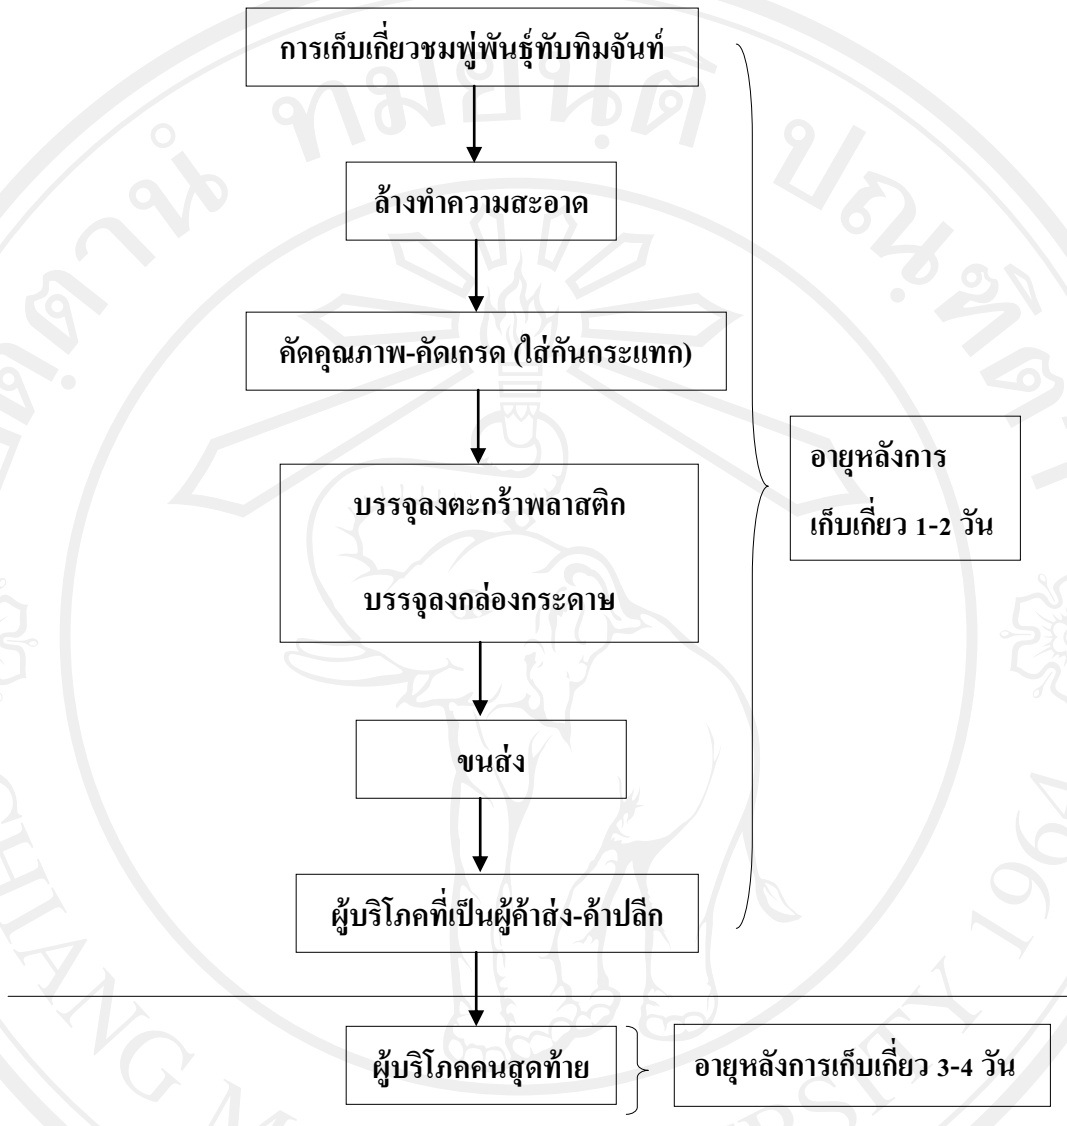 การเก็บเกี่ยวชมพู่พันธุ์ทับทิมจันท์
ล้างทำความสะอาด
คัดคุณภาพ-คัดเกรด (ใส่กันกระแทก)
บรรจุลงตะกร้าพลาสติก
บรรจุลงกล่องกระดาษ
อายุหลังการ
เก็บเกี่ยว 1-2 วัน
ขนส่ง
ผู้บริโภคที่เป็นผู้ค้าส่ง-ค้าปลีก
ผู้บริโภคคนสุดท้าย
อายุหลังการเก็บเกี่ยว 3-4 วัน